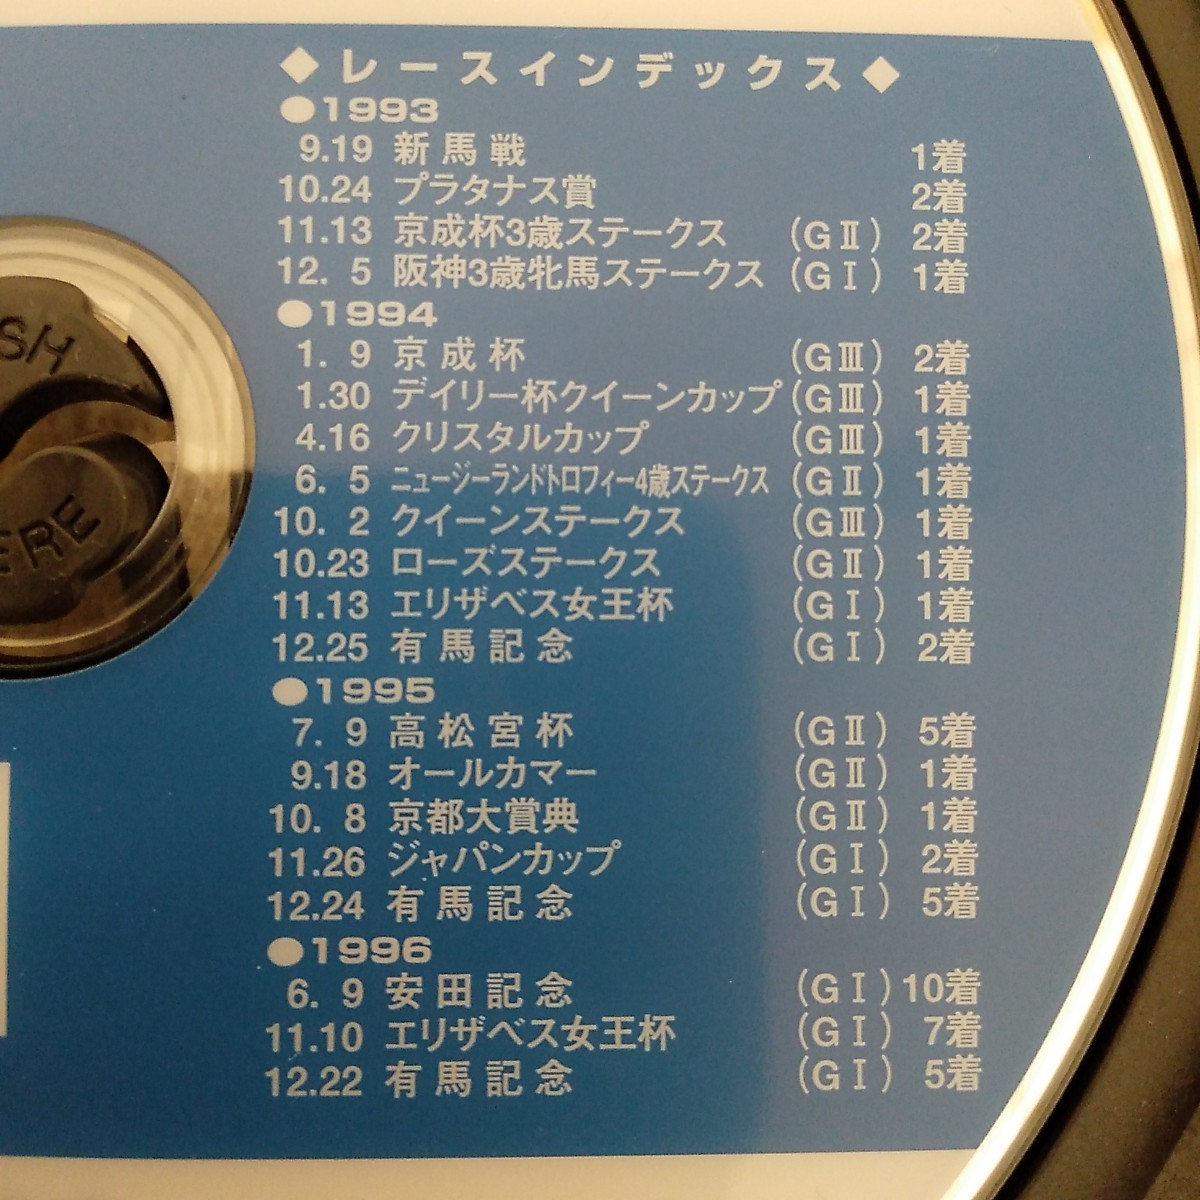 ◆レースインデックス◆
●1993
9.19 新馬戦 1着
10.24 プラタナス賞 2着
11.13 京成杯3歳ステークス (GⅡ) 2着
12. 5 阪神3歳牝馬ステークス (GⅠ) 1着
●1994
1. 9 京成杯 (GⅢ) 2着
1.30 デイリー杯クイーンカップ (GⅢ) 1着
4.16 クリスタルカップ (GⅢ) 1着
6. 5 ニュージーランドトロフィー4歳ステークス (GⅡ) 1着
10. 2 クイーンステークス (GⅢ) 1着
10.23 ローズステークス (GⅡ) 1着
11.13 エリザベス女王杯 (GⅠ) 1着
12.25 有馬記念 (GⅠ) 2着
●1995
7. 9 高松宮杯 (GⅡ) 5着
9.18 オールカマー (GⅡ) 1着
10. 8 京都大賞典 (GⅡ) 1着
11.26 ジャパンカップ (GⅠ) 2着
12.24 有馬記念 (GⅠ) 5着
●1996
6. 9 安田記念 (GⅠ) 10着
11.10 エリザベス女王杯 (GⅠ) 7着
12.22 有馬記念 (GⅠ) 5着